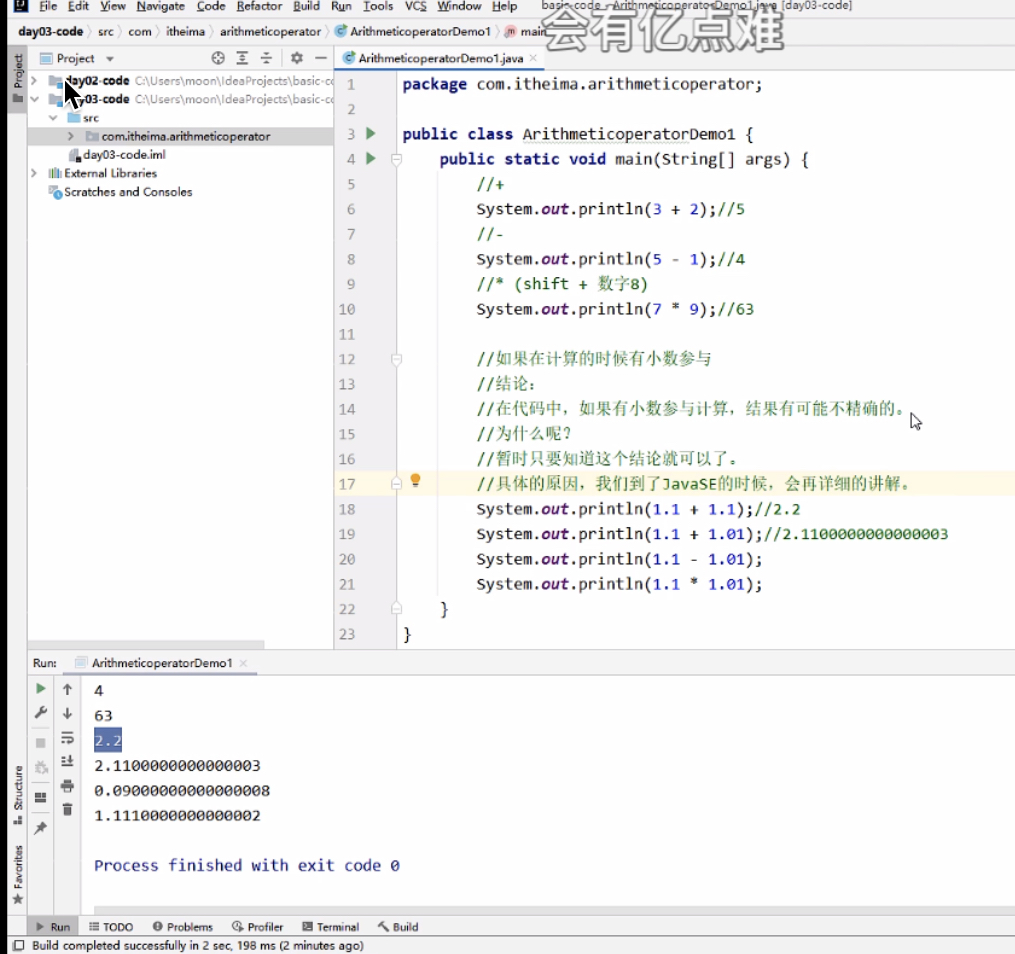 File Edit View Navigate Code Refactor Build Run Tools VCS Window Help basic-code - ArithmeticoperatorDemo1.java [day03-code]
会有亿点难
day03-code src com itheima arithmeticoperator ArithmeticoperatorDemo1 main
Project
Project
ArithmeticoperatorDemo1.java
day02-code C:\Users\moon\IdeaProjects\basic-co
03-code C:\Users\moon\IdeaProjects\basic-co
src
com.itheima.arithmeticoperator
day03-code.iml
External Libraries
Scratches and Consoles
1 package com.itheima.arithmeticoperator;
2
3 public class ArithmeticoperatorDemo1 {
4 public static void main(String[] args) {
5 //+
6 System.out.println(3 + 2);//5
7 //-
8 System.out.println(5 - 1);//4
9 //* (shift + 数字8)
10 System.out.println(7 * 9);//63
11
12 //如果在计算的时候有小数参与
13 //结论:
14 //在代码中，如果有小数参与计算，结果有可能不精确的。
15 //为什么呢?
16 //暂时只要知道这个结论就可以了。
17 //具体的原因，我们到了JavaSE的时候，会再详细的讲解。
18 System.out.println(1.1 + 1.1);//2.2
19 System.out.println(1.1 + 1.01);//2.1100000000000003
20 System.out.println(1.1 - 1.01);
21 System.out.println(1.1 * 1.01);
22 }
23 }
Run: ArithmeticoperatorDemo1
4
63
2.2
2.1100000000000003
0.09000000000000008
1.1110000000000002
Process finished with exit code 0
Structure
Favorites
Run TODO Problems Profiler Terminal Build
Build completed successfully in 2 sec, 198 ms (2 minutes ago)